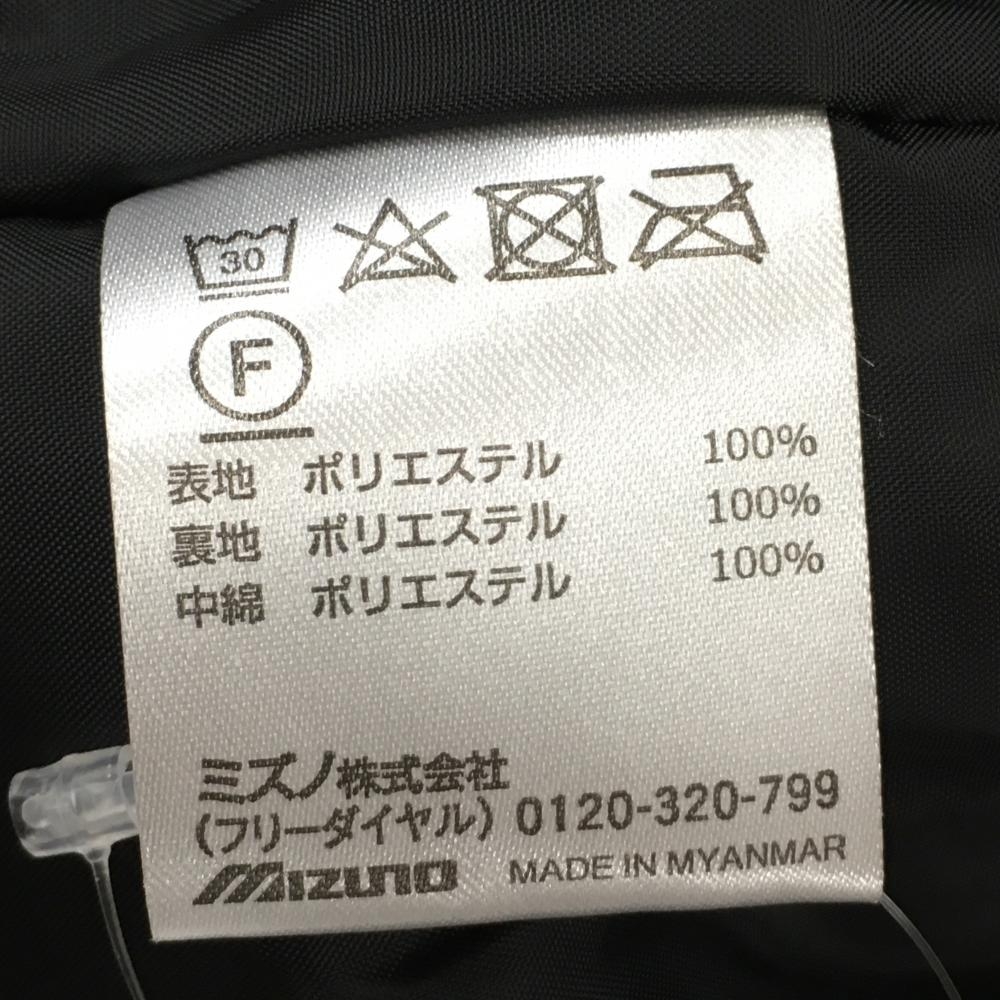 30
F
表地 ポリエステル 100%
裏地 ポリエステル 100%
中綿 ポリエステル 100%
ミズノ株式会社
(フリーダイヤル) 0120-320-799
MIZUNO MADE IN MYANMAR